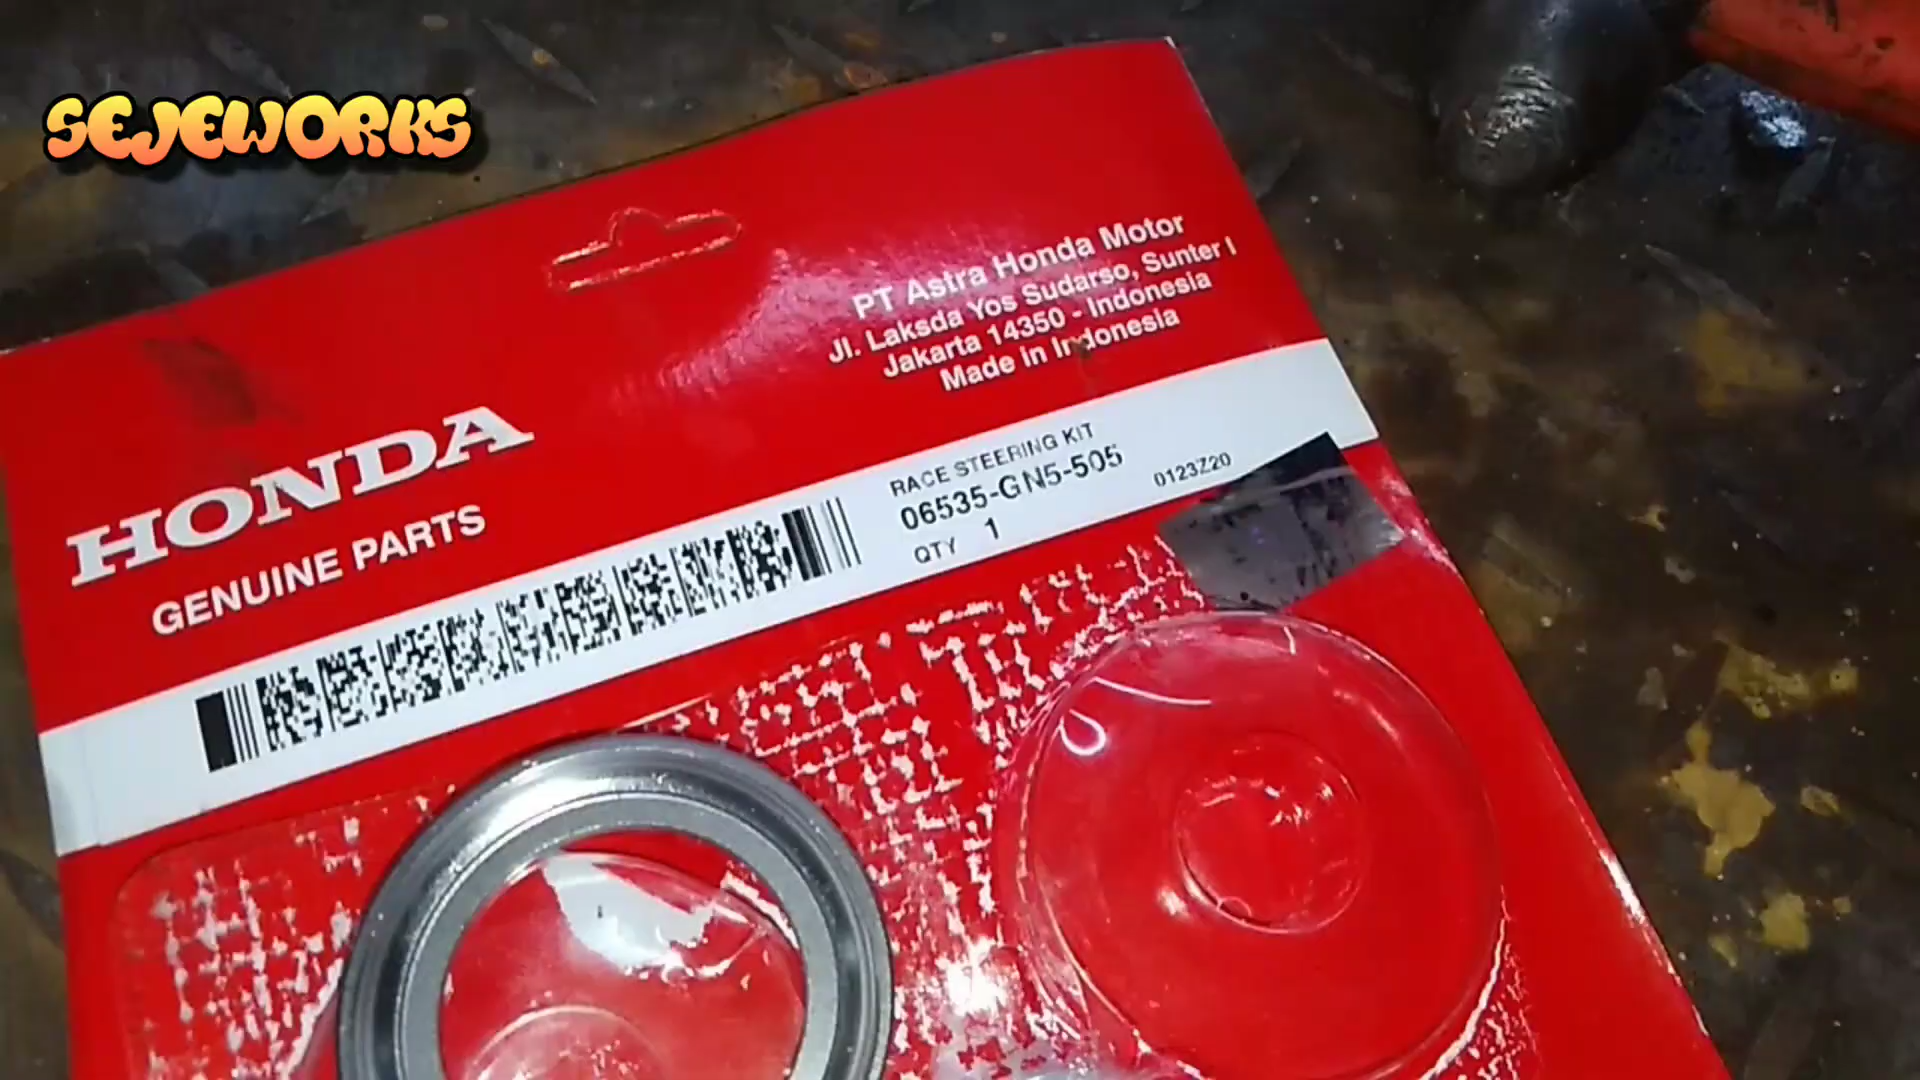 SEJEWORKS
PT Astra Honda Motor
Jl. Laksda Yos Sudarso, Sunter I
Jakarta 14350 - Indonesia
Made in Indonesia
HONDA
GENUINE PARTS
RACE STEERING KIT
06535-GN5-505
QTY 1
0123Z20